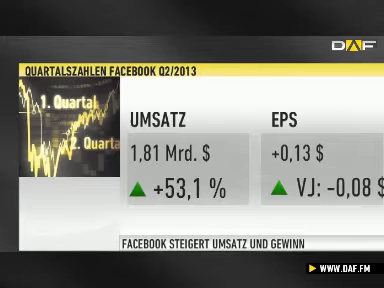 DAF
QUARTALSZAHLEN FACEBOOK Q2/2013
1. Quartal
2. Quarta
UMSATZ
EPS
1,81 Mrd. $
+0,13 $
+53,1 %
VJ: -0,08 $
FACEBOOK STEIGERT UMSATZ UND GEWINN
WWW.DAF.FM